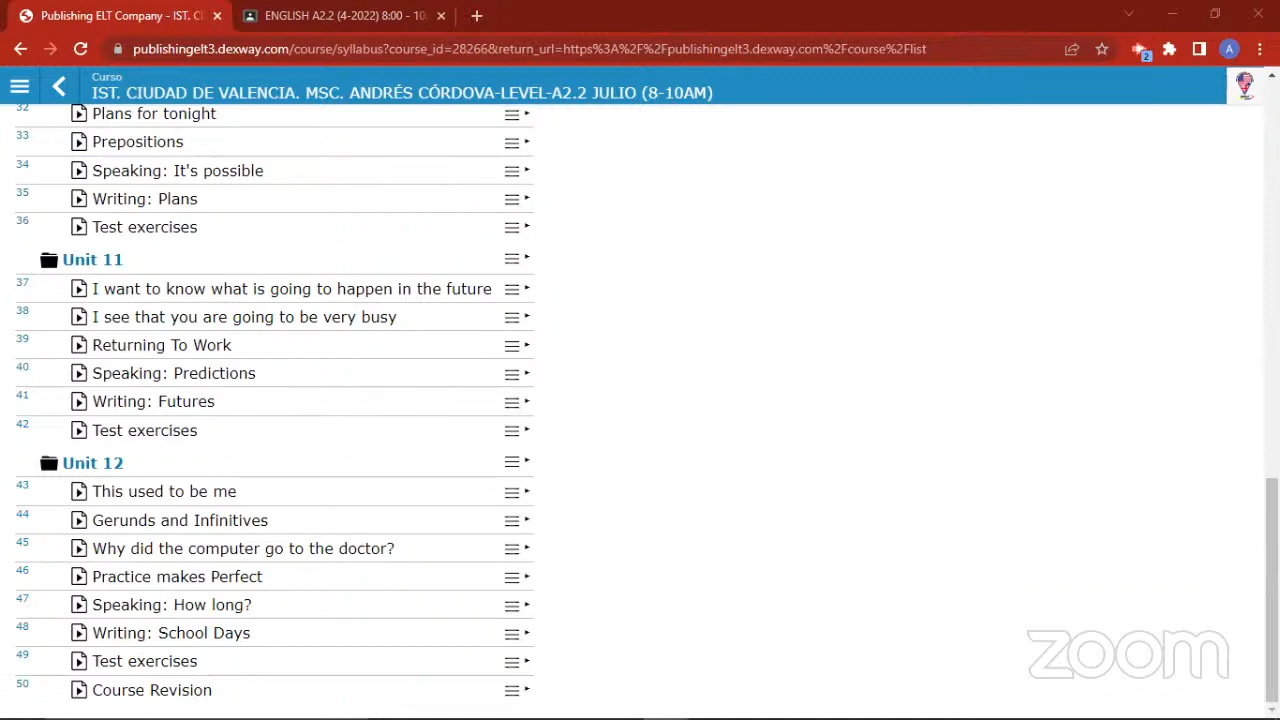 Publishing ELT Company - IST. CI
ENGLISH A2.2 (4-2022) 8:00 - 10:
publishingelt3.dexway.com/course/syllabus?course_id=28266&return_url=https%3A%2F%2Fpublishingelt3.dexway.com%2Fcourse%2Flist
2
A
Curso
IST. CIUDAD DE VALENCIA. MSC. ANDRÉS CÓRDOVA-LEVEL-A2.2 JULIO (8-10AM)
32 Plans for tonight
33 Prepositions
34 Speaking: It's possible
35 Writing: Plans
36 Test exercises
Unit 11
37 I want to know what is going to happen in the future
38 I see that you are going to be very busy
39 Returning To Work
40 Speaking: Predictions
41 Writing: Futures
42 Test exercises
Unit 12
43 This used to be me
44 Gerunds and Infinitives
45 Why did the computer go to the doctor?
46 Practice makes Perfect
47 Speaking: How long?
48 Writing: School Days
49 Test exercises
50 Course Revision
zoom